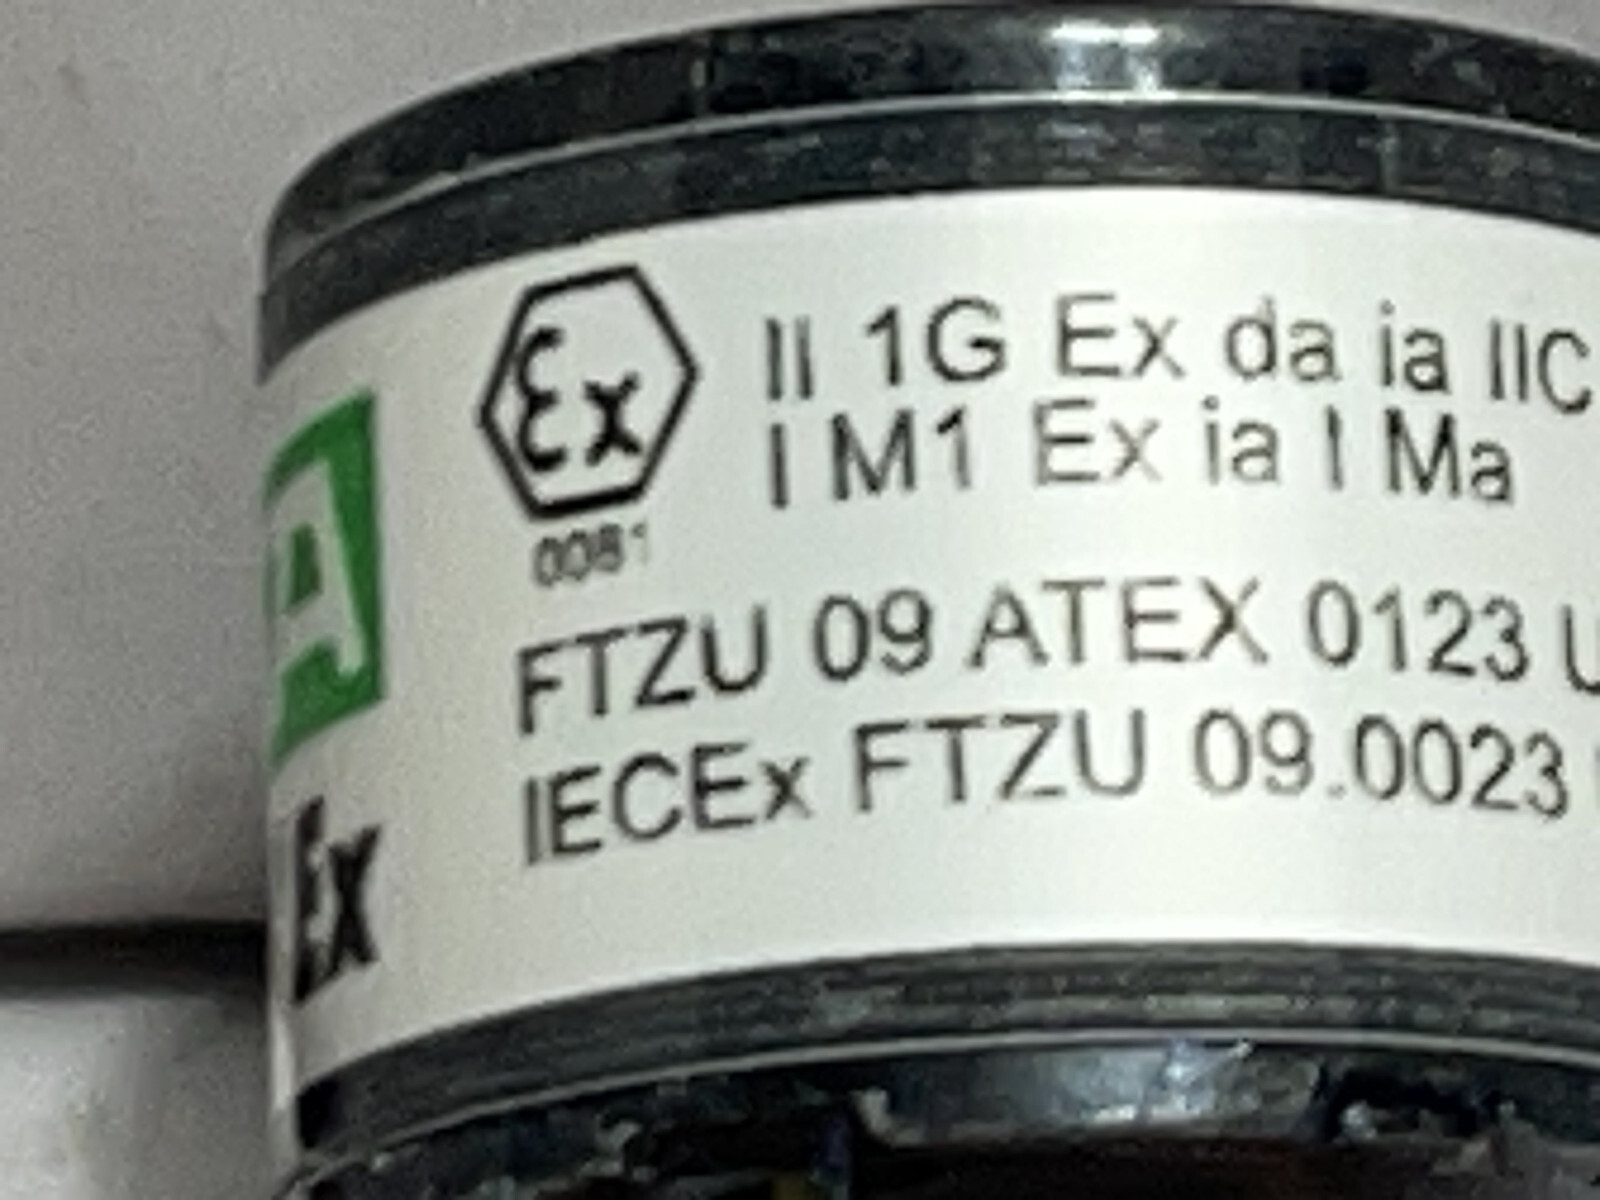 Ex
II 1G Ex da ia IIC
I M1 Ex ia I Ma
0081
FTZU 09 ATEX 0123 U
IECEx FTZU 09.0023
A
Ex